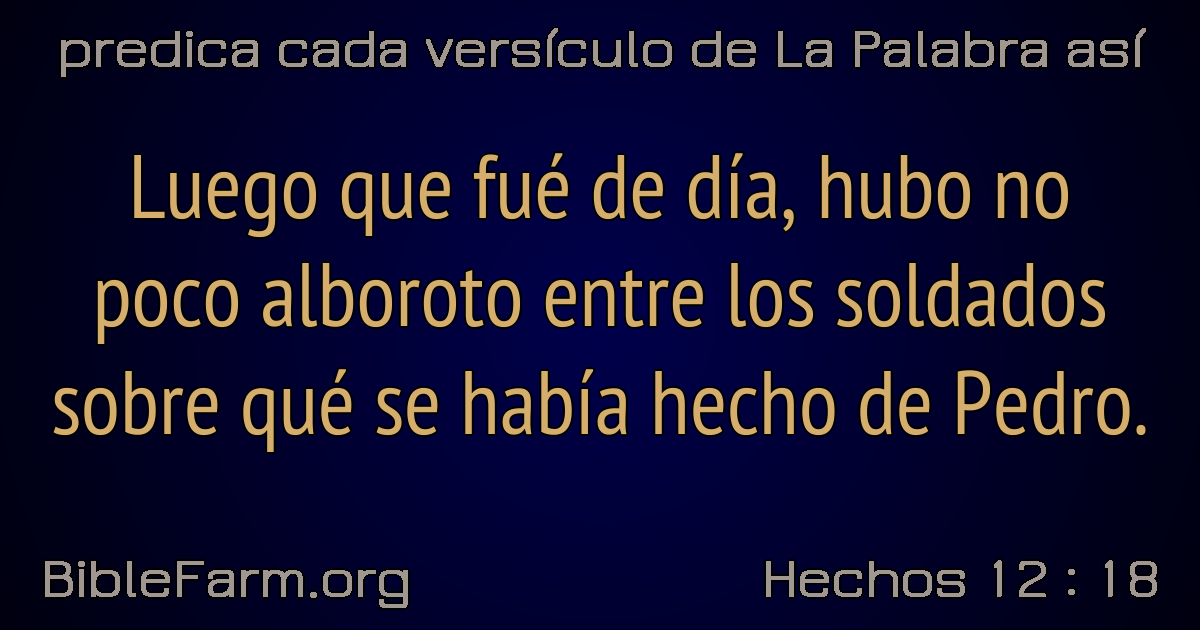 predica cada versículo de La Palabra así
Luego que fué de día, hubo no
poco alboroto entre los soldados
sobre qué se había hecho de Pedro.
BibleFarm.org
Hechos 12 : 18